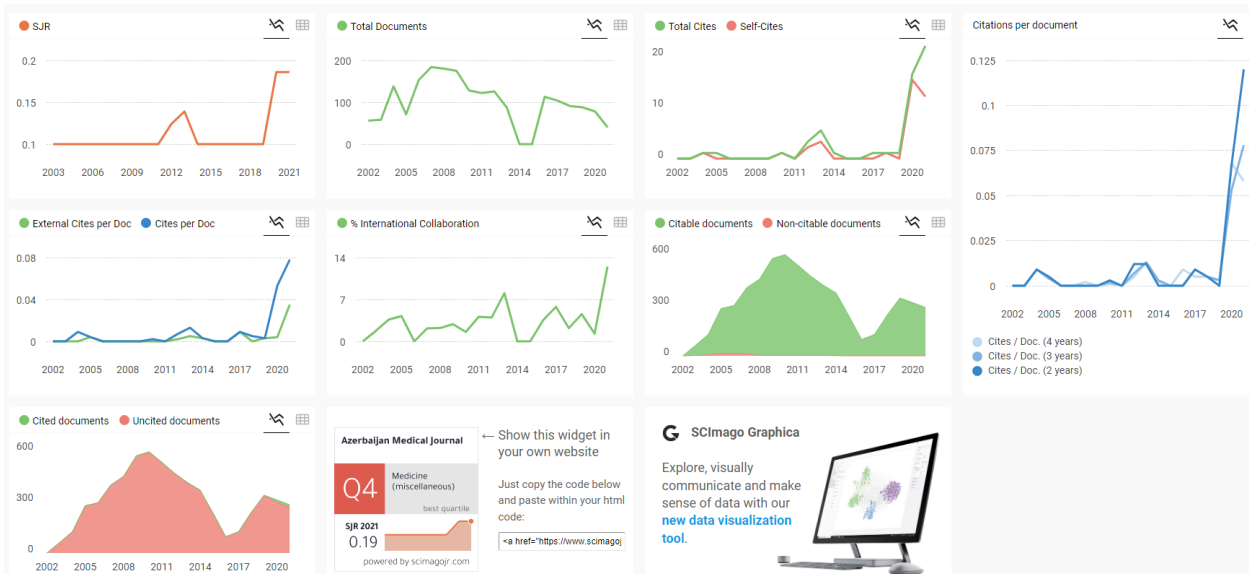 SJR
0.2
0.15
0.1
2003 2006 2009 2012 2015 2018 2021
Total Documents
200
100
0
2002 2005 2008 2011 2014 2017 2020
Total Cites Self-Cites
20
10
0
2002 2005 2008 2011 2014 2017 2020
Citations per document
0.125
0.1
0.075
0.05
0.025
0
2002 2005 2008 2011 2014 2017 2020
Cites / Doc. (4 years)
Cites / Doc. (3 years)
Cites / Doc. (2 years)
External Cites per Doc Cites per Doc
0.08
0.04
0
2002 2005 2008 2011 2014 2017 2020
% International Collaboration
14
7
0
2002 2005 2008 2011 2014 2017 2020
Citable documents Non-citable documents
600
300
0
2002 2005 2008 2011 2014 2017 2020
Cited documents Uncited documents
600
300
0
2002 2005 2008 2011 2014 2017 2020
Azerbaijan Medical Journal
Q4
Medicine
(miscellaneous)
best quartile
SJR 2021
0.19
powered by scimagojr.com
← Show this widget in
your own website
Just copy the code below
and paste within your html
code:
<a href="https://www.scimagoj
SCImago Graphica
Explore, visually
communicate and make
sense of data with our
new data visualization
tool.